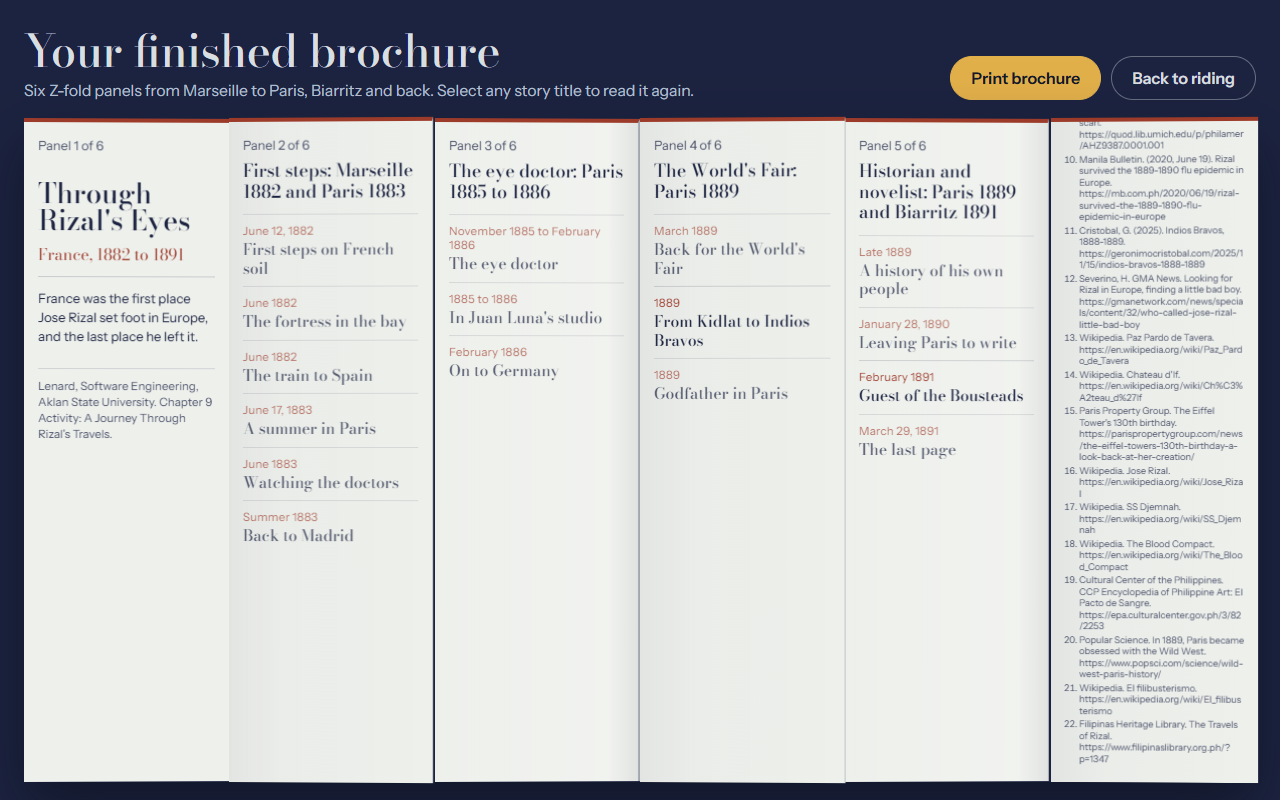 Your finished brochure
Six Z-fold panels from Marseille to Paris, Biarritz and back. Select any story title to read it again.
Print brochure
Back to riding
Panel 1 of 6
Through
Rizal's Eyes
France, 1882 to 1891
France was the first place
Jose Rizal set foot in Europe,
and the last place he left it.
Lenard, Software Engineering,
Aklan State University. Chapter 9
Activity: A Journey Through
Rizal's Travels.
Panel 2 of 6
First steps: Marseille
1882 and Paris 1883
June 12, 1882
First steps on French
soil
June 1882
The fortress in the bay
June 1882
The train to Spain
June 17, 1883
A summer in Paris
June 1883
Watching the doctors
Summer 1883
Back to Madrid
Panel 3 of 6
The eye doctor: Paris
1885 to 1886
November 1885 to February
1886
The eye doctor
1885 to 1886
In Juan Luna's studio
February 1886
On to Germany
Panel 4 of 6
The World's Fair:
Paris 1889
March 1889
Back for the World's
Fair
1889
From Kidlat to Indios
Bravos
1889
Godfather in Paris
Panel 5 of 6
Historian and
novelist: Paris 1889
and Biarritz 1891
Late 1889
A history of his own
people
January 28, 1890
Leaving Paris to write
February 1891
Guest of the Bousteads
March 29, 1891
The last page
scan.
https://quod.lib.umich.edu/p/philamer
/AHZ9387.0001.001
10. Manila Bulletin. (2020, June 19). Rizal
survived the 1889-1890 flu epidemic in
Europe.
https://mb.com.ph/2020/06/19/rizal-
survived-the-1889-1890-flu-
epidemic-in-europe
11. Cristobal, G. (2025). Indios Bravos,
1888-1889.
https://geronimocristobal.com/2025/1
1/15/indios-bravos-1888-1889
12. Severino, H. GMA News. Looking for
Rizal in Europe, finding a little bad boy.
https://gmanetwork.com/news/specia
ls/content/32/who-called-jose-rizal-
little-bad-boy
13. Wikipedia. Paz Pardo de Tavera.
https://en.wikipedia.org/wiki/Paz_Pard
o_de_Tavera
14. Wikipedia. Chateau d'If.
https://en.wikipedia.org/wiki/Ch%C3%
A2teau_d%27If
15. Paris Property Group. The Eiffel
Tower's 130th birthday.
https://parispropertygroup.com/news
/the-eiffel-towers-130th-birthday-a-
look-back-at-her-creation/
16. Wikipedia. Jose Rizal.
https://en.wikipedia.org/wiki/Jose_Riza
l
17. Wikipedia. SS Djemnah.
https://en.wikipedia.org/wiki/SS_Djem
nah
18. Wikipedia. The Blood Compact.
https://en.wikipedia.org/wiki/The_Bloo
d_Compact
19. Cultural Center of the Philippines.
CCP Encyclopedia of Philippine Art: El
Pacto de Sangre.
https://epa.culturalcenter.gov.ph/3/82
/2253
20. Popular Science. In 1889, Paris became
obsessed with the Wild West.
https://www.popsci.com/science/wild-
west-paris-history/
21. Wikipedia. El filibusterismo.
https://en.wikipedia.org/wiki/El_filibus
terismo
22. Filipinas Heritage Library. The Travels
of Rizal.
https://www.filipinaslibrary.org.ph/?
p=1347